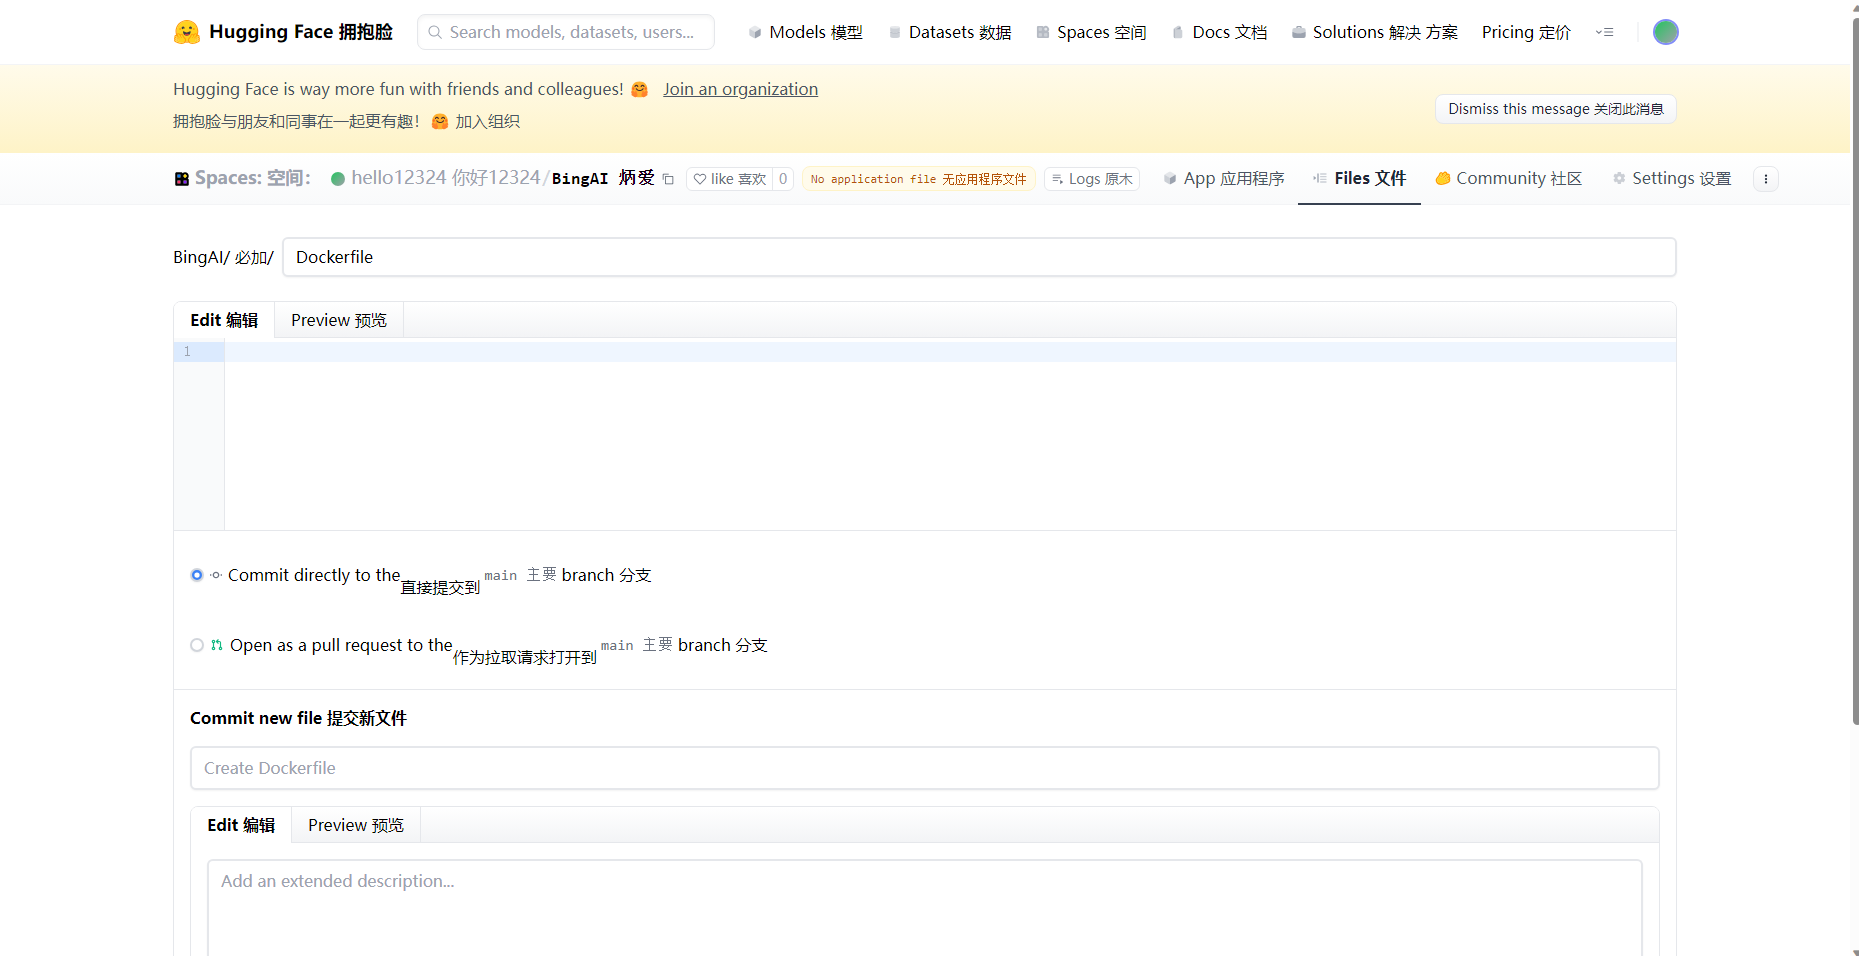 Hugging Face 拥抱脸
Search models, datasets, users...
Models 模型
Datasets 数据
Spaces 空间
Docs 文档
Solutions 解决 方案
Pricing 定价
Hugging Face is way more fun with friends and colleagues! 🤗 Join an organization
拥抱脸与朋友和同事在一起更有趣！🤗 加入组织
Dismiss this message 关闭此消息
Spaces: 空间：
hello12324 你好12324/BingAI 炳爱
like 喜欢 0
No application file 无应用程序文件
Logs 原木
App 应用程序
Files 文件
Community 社区
Settings 设置
BingAI/ 必加/
Dockerfile
Edit 编辑
Preview 预览
1
Commit directly to the直接提交到 main 主要 branch 分支
Open as a pull request to the作为拉取请求打开到 main 主要 branch 分支
Commit new file 提交新文件
Create Dockerfile
Edit 编辑
Preview 预览
Add an extended description...